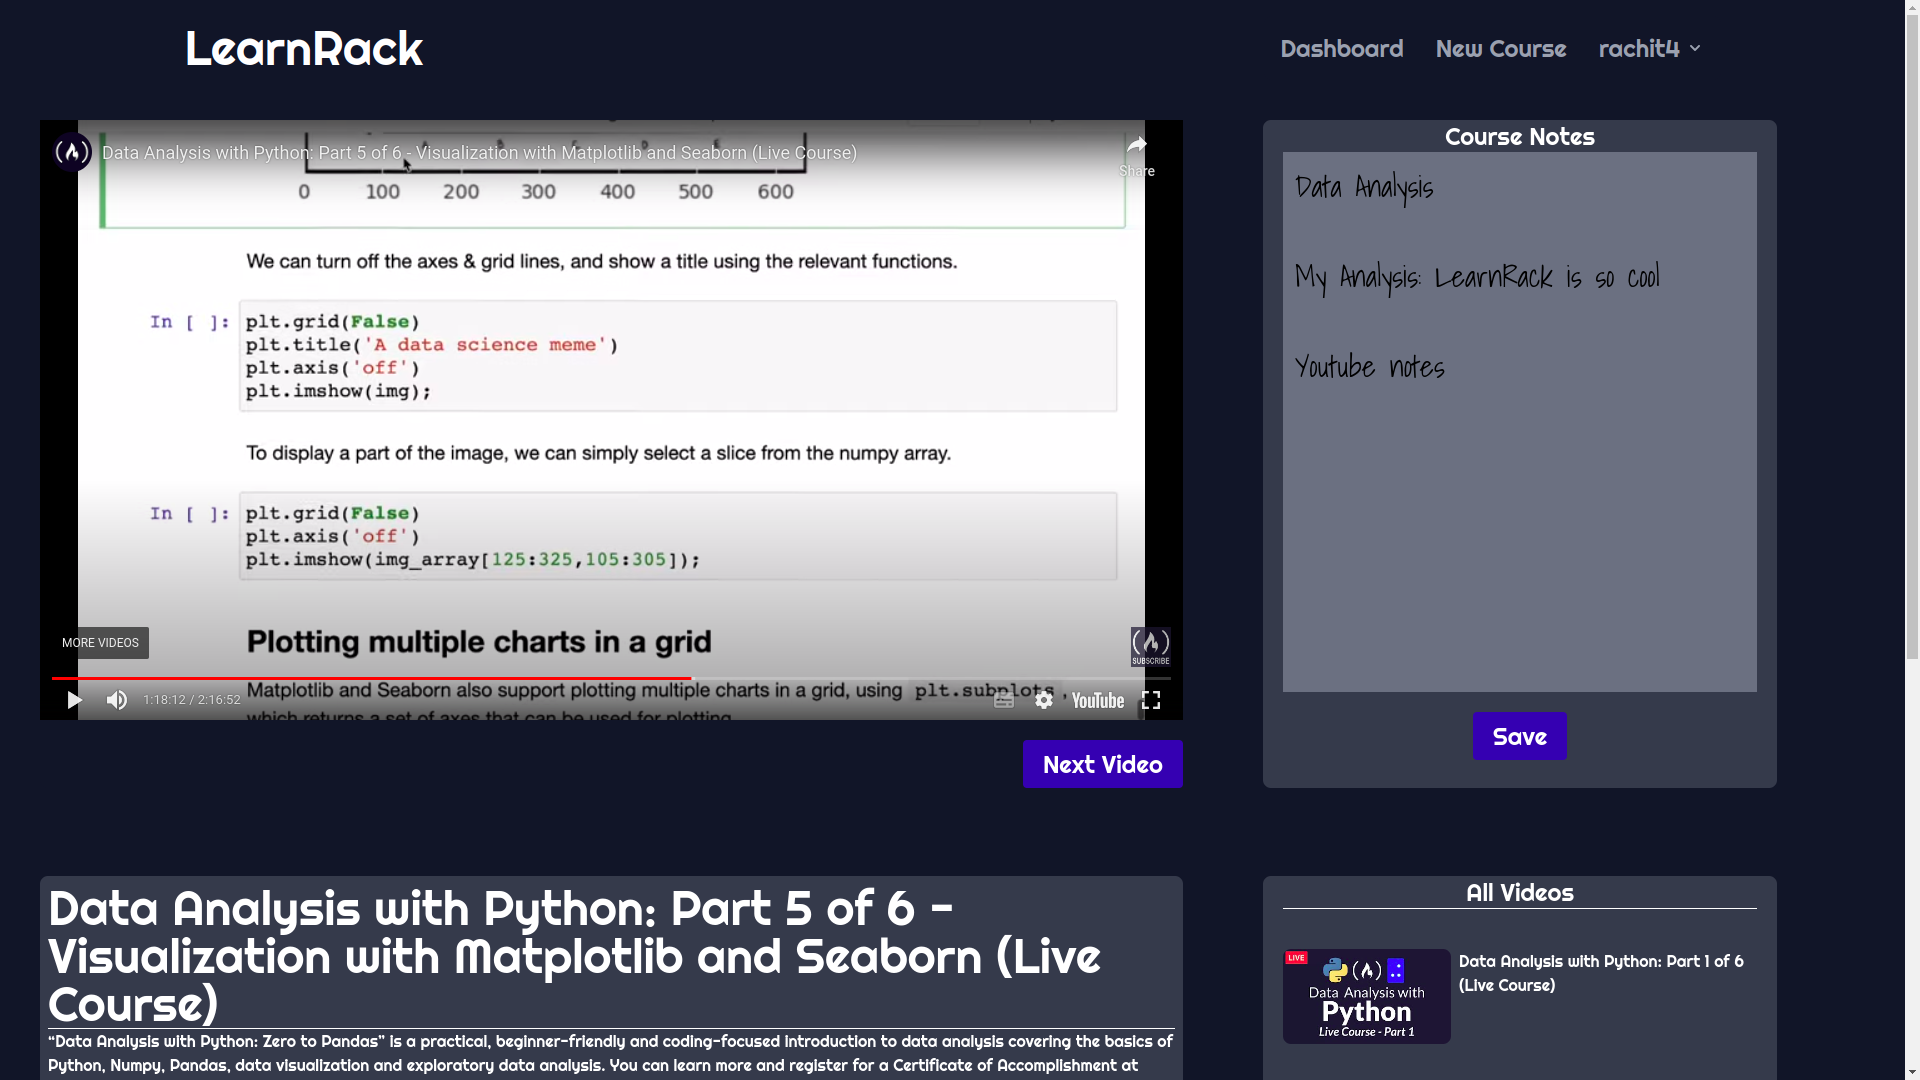 LearnRack
Dashboard
New Course
rachit4
Data Analysis with Python: Part 5 of 6 - Visualization with Matplotlib and Seaborn (Live Course)
Share
0 100 200 300 400 500 600
We can turn off the axes & grid lines, and show a title using the relevant functions.
In [ ]: plt.grid(False)
plt.title('A data science meme')
plt.axis('off')
plt.imshow(img);
To display a part of the image, we can simply select a slice from the numpy array.
In [ ]: plt.grid(False)
plt.axis('off')
plt.imshow(img_array[125:325,105:305]);
MORE VIDEOS
Plotting multiple charts in a grid
SUBSCRIBE
Matplotlib and Seaborn also support plotting multiple charts in a grid, using plt.subplots,
which returns a set of axes that can be used for plotting.
1:18:12 / 2:16:52
YouTube
Next Video
Course Notes
Data Analysis
My Analysis: LearnRack is so cool
Youtube notes
Save
Data Analysis with Python: Part 5 of 6 -
Visualization with Matplotlib and Seaborn (Live
Course)
“Data Analysis with Python: Zero to Pandas” is a practical, beginner-friendly and coding-focused introduction to data analysis covering the basics of
Python, Numpy, Pandas, data visualization and exploratory data analysis. You can learn more and register for a Certificate of Accomplishment at
All Videos
LIVE
Data Analysis with
Python
Live Course - Part 1
Data Analysis with Python: Part 1 of 6
(Live Course)